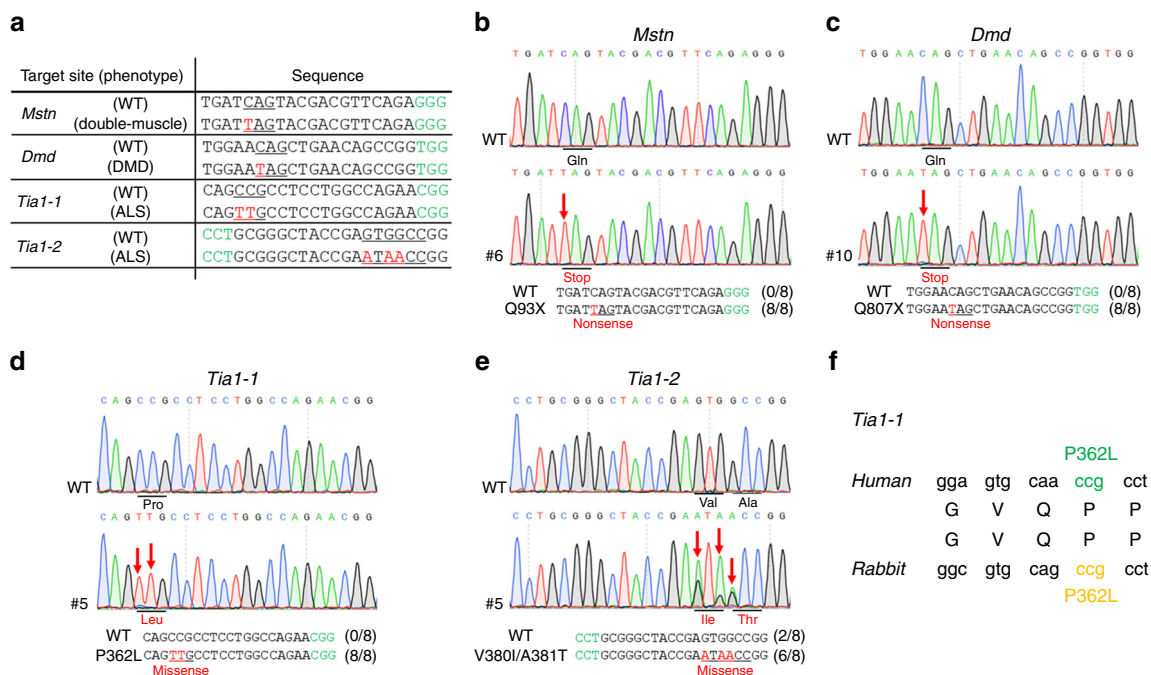 a
Target site (phenotype) Sequence
Mstn (WT) TGATCAGTACGACGTTCAGAGGG
(double-muscle) TGATTAGTACGACGTTCAGAGGG
Dmd (WT) TGGAACAGCTGAACAGCCGGTGG
(DMD) TGGAATAGCTGAACAGCCGGTGG
Tia1-1 (WT) CAGCCGCCTCCTGGCCAGAACGG
(ALS) CAGTTGCCTCCTGGCCAGAACGG
Tia1-2 (WT) CCTGCGGGCTACCGAGTGGCCGG
(ALS) CCTGCGGGCTACCGAATAACCGG
b
Mstn
TGATCAGTACGACGTTCAGAGGG
WT
Gln
TGATTAGTACGACGTTCAGAGGG
#6
Stop
WT TGATCAGTACGACGTTCAGAGGG (0/8)
Q93X TGATTAGTACGACGTTCAGAGGG (8/8)
Nonsense
c
Dmd
TGGAACAGCTGAACAGCCGGTGG
WT
Gln
TGGAATAGCTGAACAGCCGGTGG
#10
Stop
WT TGGAACAGCTGAACAGCCGGTGG (0/8)
Q807X TGGAATAGCTGAACAGCCGGTGG (8/8)
Nonsense
d
Tia1-1
CAGCCGCCTCCTGGCCAGAACGG
WT
Pro
CAGTTGCCTCCTGGCCAGAACGG
#5
Leu
WT CAGCCGCCTCCTGGCCAGAACGG (0/8)
P362L CAGTTGCCTCCTGGCCAGAACGG (8/8)
Missense
e
Tia1-2
CCTGCGGGCTACCGAGTGGCCGG
WT
Val Ala
CCTGCGGGCTACCGAATAACCGG
#5
Ile Thr
WT CCTGCGGGCTACCGAGTGGCCGG (2/8)
V380I/A381T CCTGCGGGCTACCGAATAACCGG (6/8)
Missense
f
Tia1-1
P362L
Human gga gtg caa ccg cct
G V Q P P
G V Q P P
Rabbit ggc gtg cag ccg cct
P362L